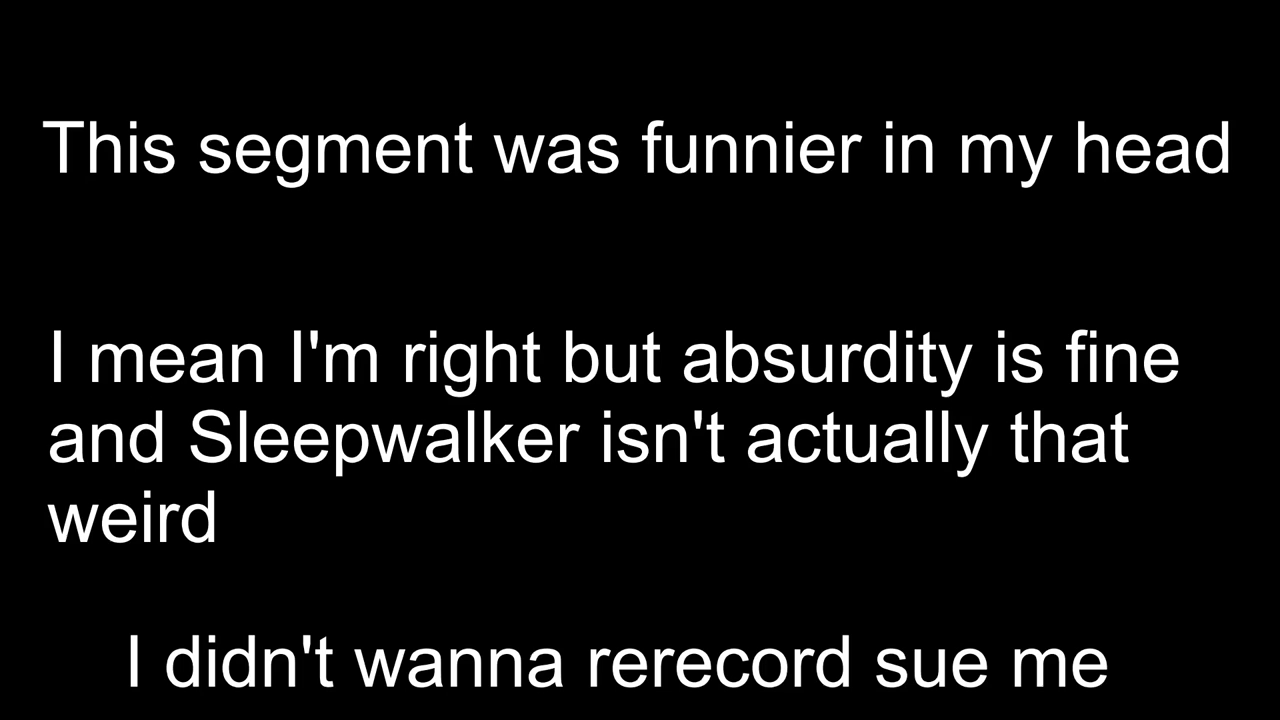 This segment was funnier in my head
I mean I'm right but absurdity is fine
and Sleepwalker isn't actually that
weird
I didn't wanna rerecord sue me